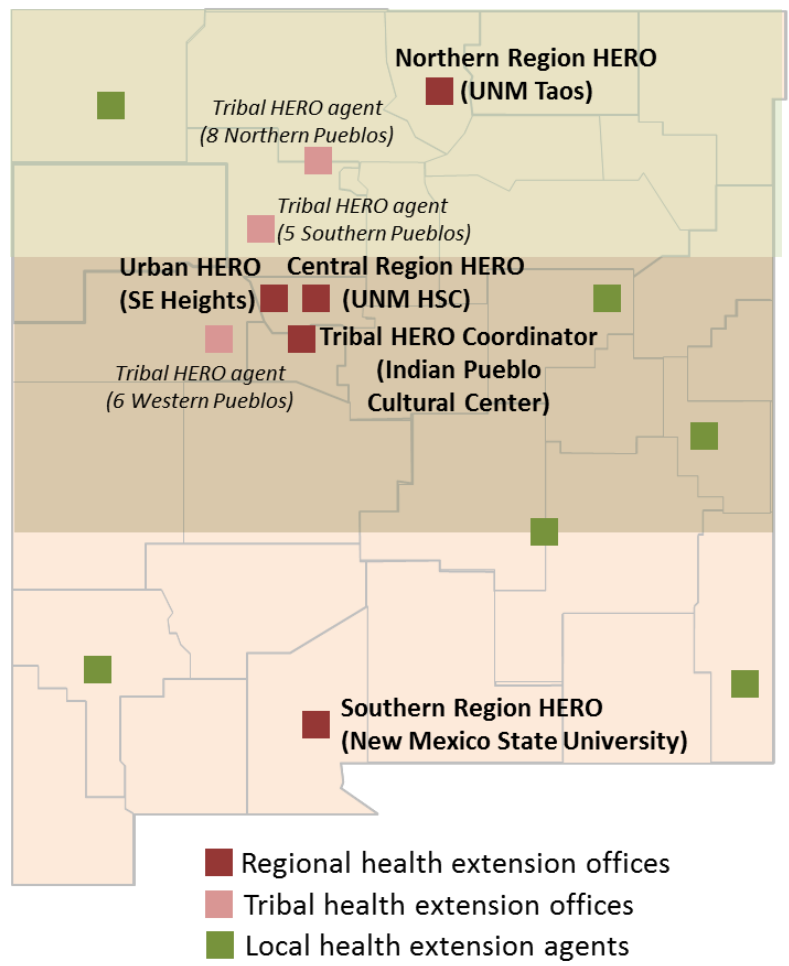 Northern Region HERO
(UNM Taos)
Tribal HERO agent
(8 Northern Pueblos)
Tribal HERO agent
(5 Southern Pueblos)
Urban HERO
(SE Heights)
Central Region HERO
(UNM HSC)
Tribal HERO Coordinator
(Indian Pueblo
Cultural Center)
Tribal HERO agent
(6 Western Pueblos)
Southern Region HERO
(New Mexico State University)
Regional health extension offices
Tribal health extension offices
Local health extension agents